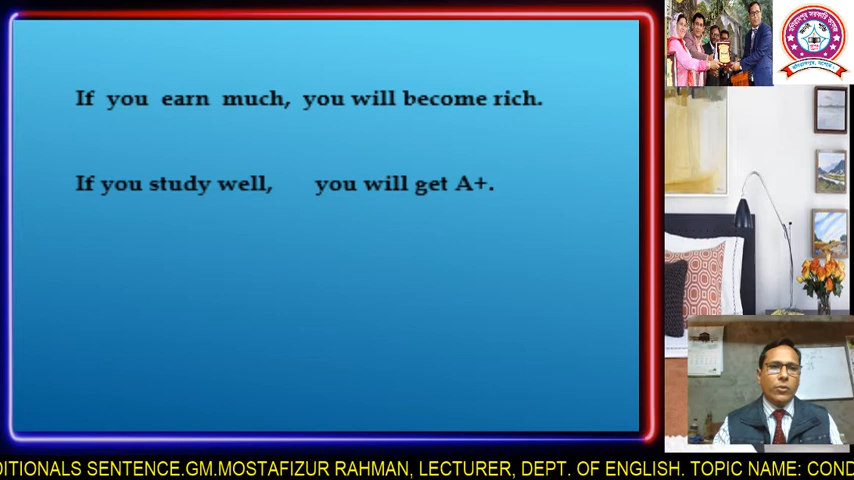 If you earn much, you will become rich.
If you study well, you will get A+.
DITIONALS SENTENCE.GM.MOSTAFIZUR RAHMAN, LECTURER, DEPT. OF ENGLISH. TOPIC NAME: COND